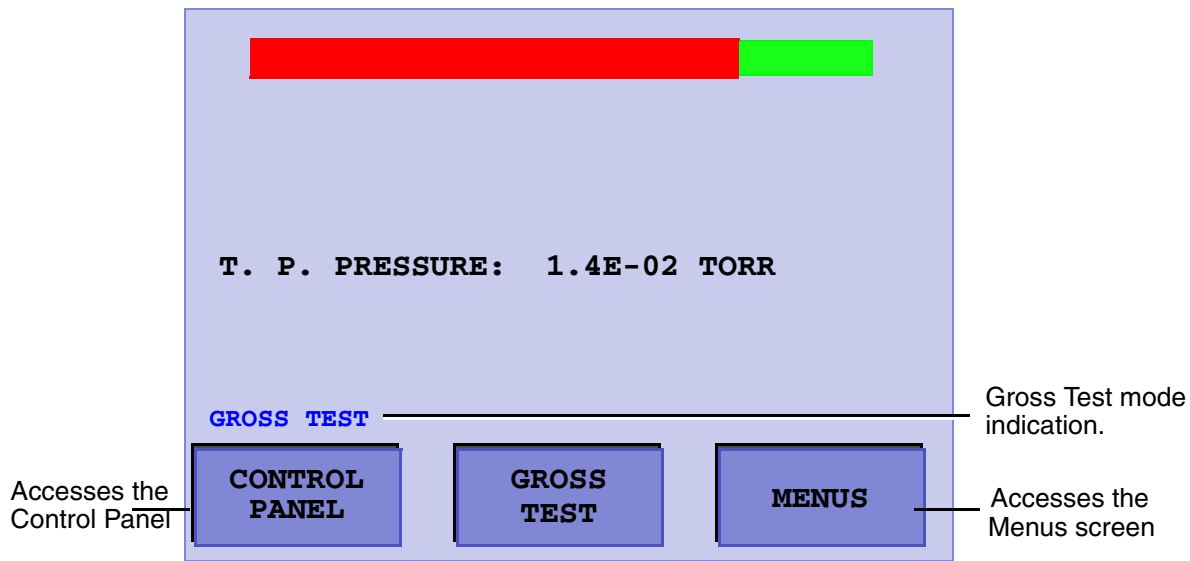 T. P. PRESSURE: 1.4E-02 TORR
GROSS TEST
Gross Test mode
indication.
CONTROL
PANEL
GROSS
TEST
MENUS
Accesses the
Control Panel
Accesses the
Menus screen